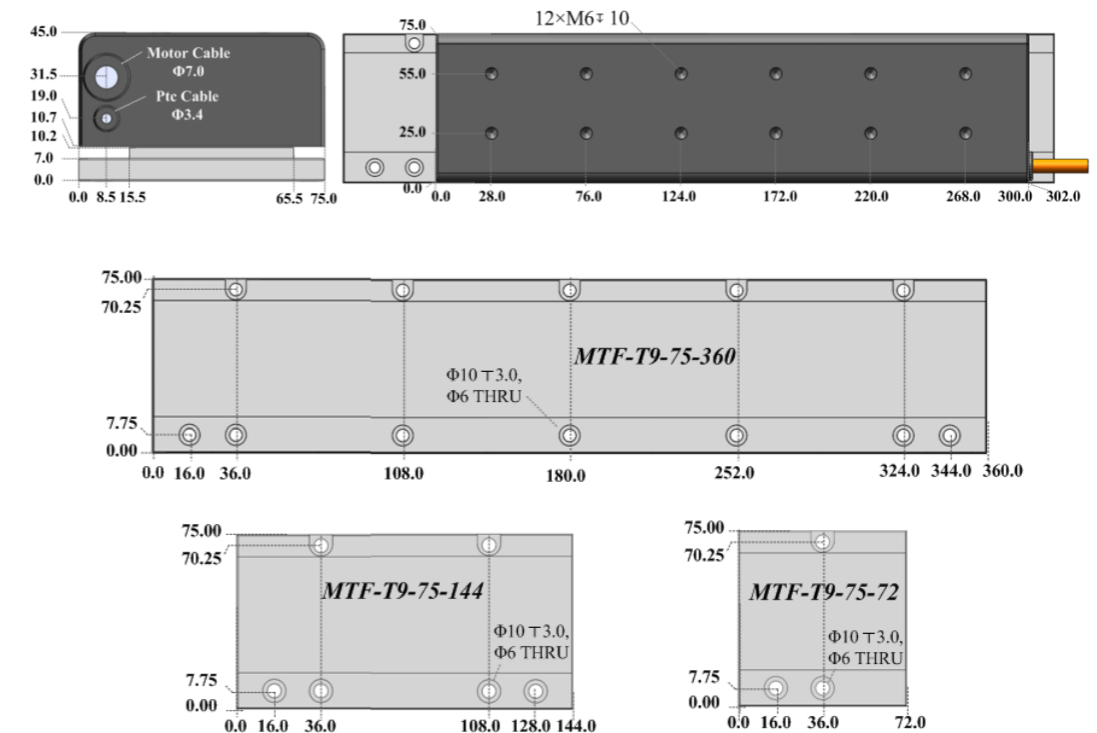 45.0
31.5
19.0
10.7
10.2
7.0
0.0
Motor Cable
Φ7.0
Ptc Cable
Φ3.4
0.0 8.5 15.5 65.5 75.0
12×M6↧ 10
75.0
55.0
25.0
0.0
0.0 28.0 76.0 124.0 172.0 220.0 268.0 300.0 302.0
75.00
70.25
MTF-T9-75-360
Φ10 ⊤3.0,
Φ6 THRU
7.75
0.00
0.0 16.0 36.0 108.0 180.0 252.0 324.0 344.0 360.0
75.00
70.25
MTF-T9-75-144
Φ10 ⊤3.0,
Φ6 THRU
7.75
0.00
0.0 16.0 36.0 108.0 128.0 144.0
75.00
70.25
MTF-T9-75-72
Φ10 ⊤3.0,
Φ6 THRU
7.75
0.00
0.0 16.0 36.0 72.0